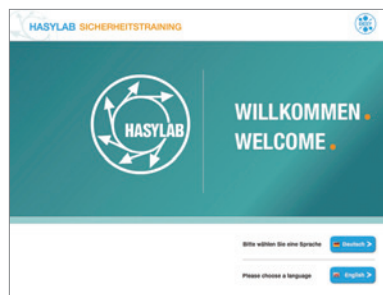 HASYLAB SICHERHEITSTRAINING
HASYLAB
WILLKOMMEN.
WELCOME.
Bitte wählen Sie eine Sprache
Deutsch >
Please choose a language
English >